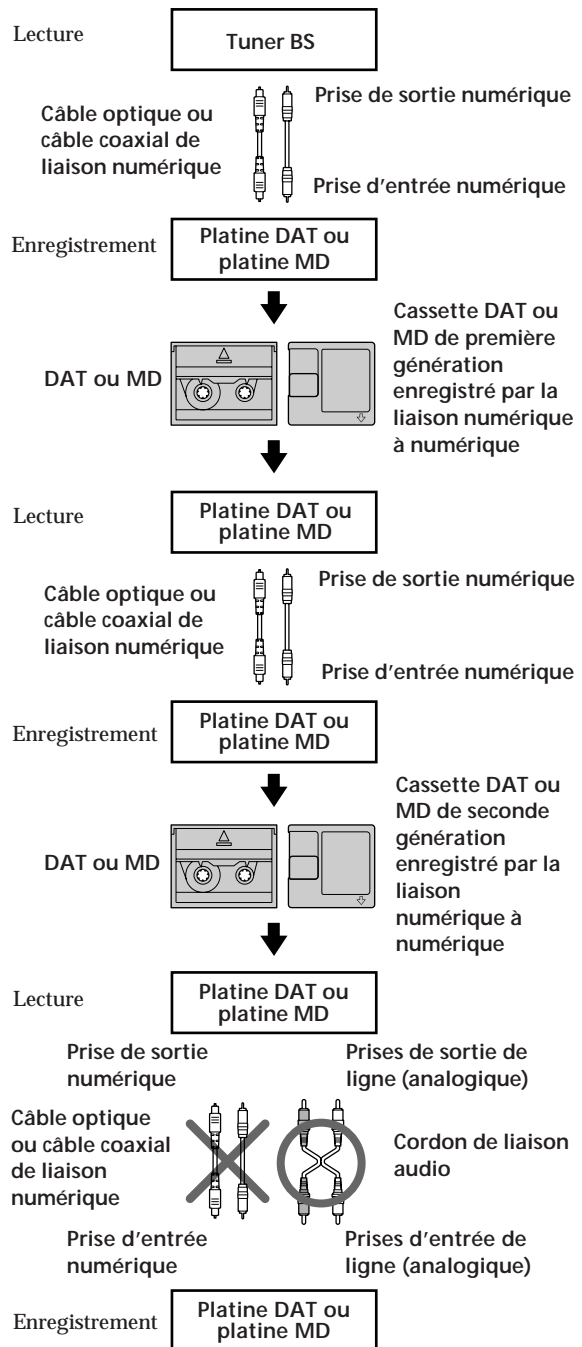 Lecture
Tuner BS
Câble optique ou
câble coaxial de
liaison numérique
Prise de sortie numérique
Prise d'entrée numérique
Enregistrement
Platine DAT ou
platine MD
DAT ou MD
Cassette DAT ou
MD de première
génération
enregistré par la
liaison numérique
à numérique
Lecture
Platine DAT ou
platine MD
Câble optique ou
câble coaxial de
liaison numérique
Prise de sortie numérique
Prise d'entrée numérique
Enregistrement
Platine DAT ou
platine MD
DAT ou MD
Cassette DAT ou
MD de seconde
génération
enregistré par la
liaison
numérique à
numérique
Lecture
Platine DAT ou
platine MD
Prise de sortie
numérique
Prises de sortie de
ligne (analogique)
Câble optique
ou câble coaxial
de liaison
numérique
Cordon de liaison
audio
Prise d'entrée
numérique
Prises d'entrée de
ligne (analogique)
Enregistrement
Platine DAT ou
platine MD